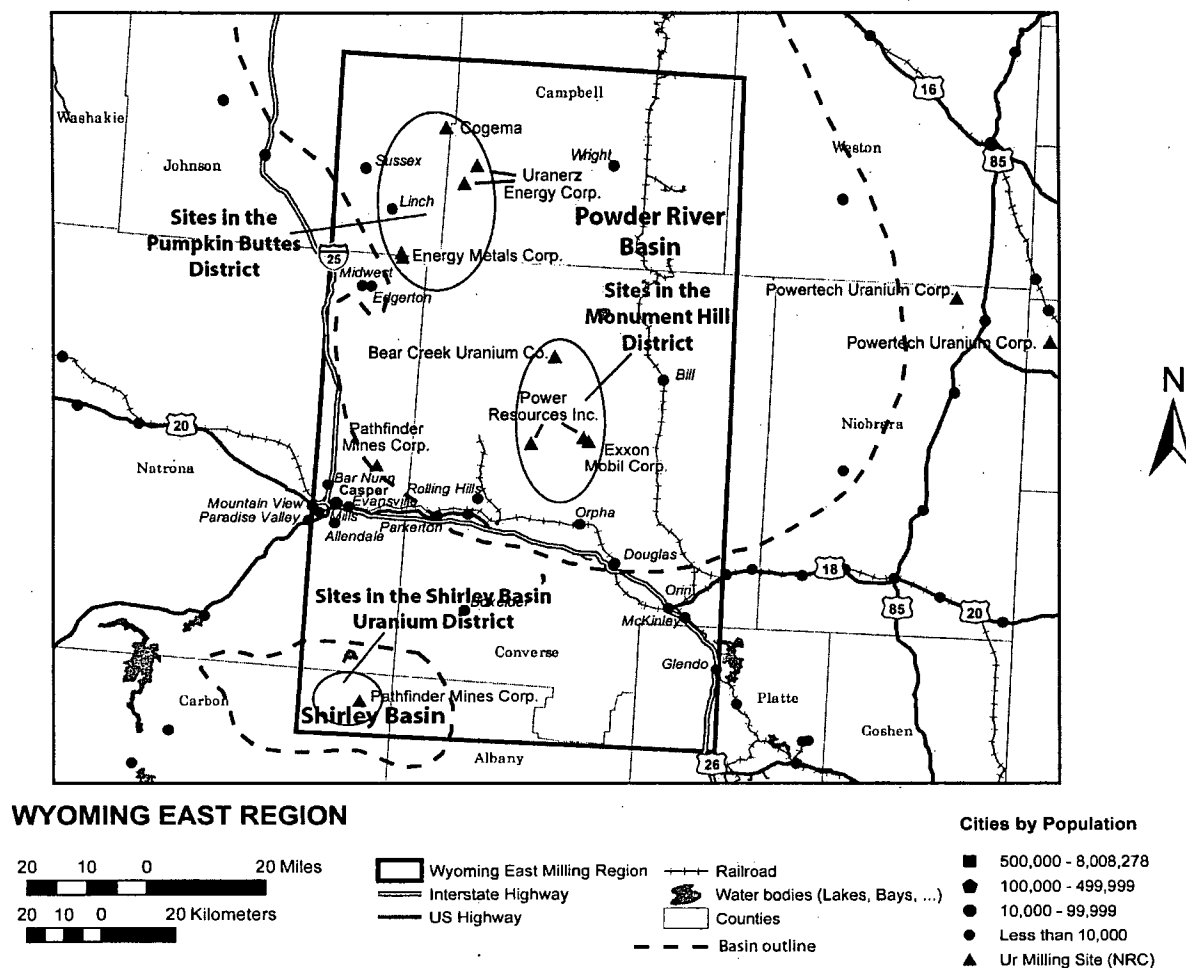 Campbell
16
Washakie
Cogema
Weston
Johnson
Sussex
Wright
85
Uranerz
Energy Corp.
Linch
Sites in the
Pumpkin Buttes
District
Powder River
Basin
25
Energy Metals Corp.
Midwest
Edgerton
Sites in the
Monument Hill
District
Powertech Uranium Corp.
Powertech Uranium Corp.
Bear Creek Uranium Co.
Bill
N
Power
Resources Inc.
20
Pathfinder
Mines Corp.
Niobrara
Exxon
Mobil Corp.
Natrona
Bar Nunn
Casper
Rolling Hills
Mountain View
Evansville
Paradise Valley
Mills
Allendale
Parkerton
Orpha
Douglas
18
Orin
Sites in the Shirley Basin
Uranium District
McKinley
85
20
Converse
Glendo
Carbon
Pathfinder Mines Corp.
Platte
Shirley Basin
Goshen
Albany
26
WYOMING EAST REGION
20 10 0 20 Miles
20 10 0 20 Kilometers
Wyoming East Milling Region
Interstate Highway
US Highway
Railroad
Water bodies (Lakes, Bays, ...)
Counties
Basin outline
Cities by Population
500,000 - 8,008,278
100,000 - 499,999
10,000 - 99,999
Less than 10,000
Ur Milling Site (NRC)